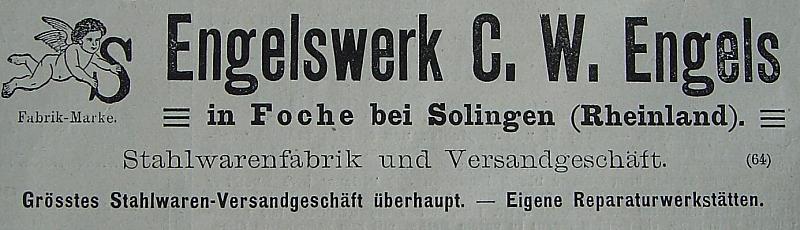 S Engelswerk C. W. Engels
Fabrik-Marke.
in Foche bei Solingen (Rheinland).
Stahlwarenfabrik und Versandgeschäft. (64)
Grösstes Stahlwaren-Versandgeschäft überhaupt. — Eigene Reparaturwerkstätten.